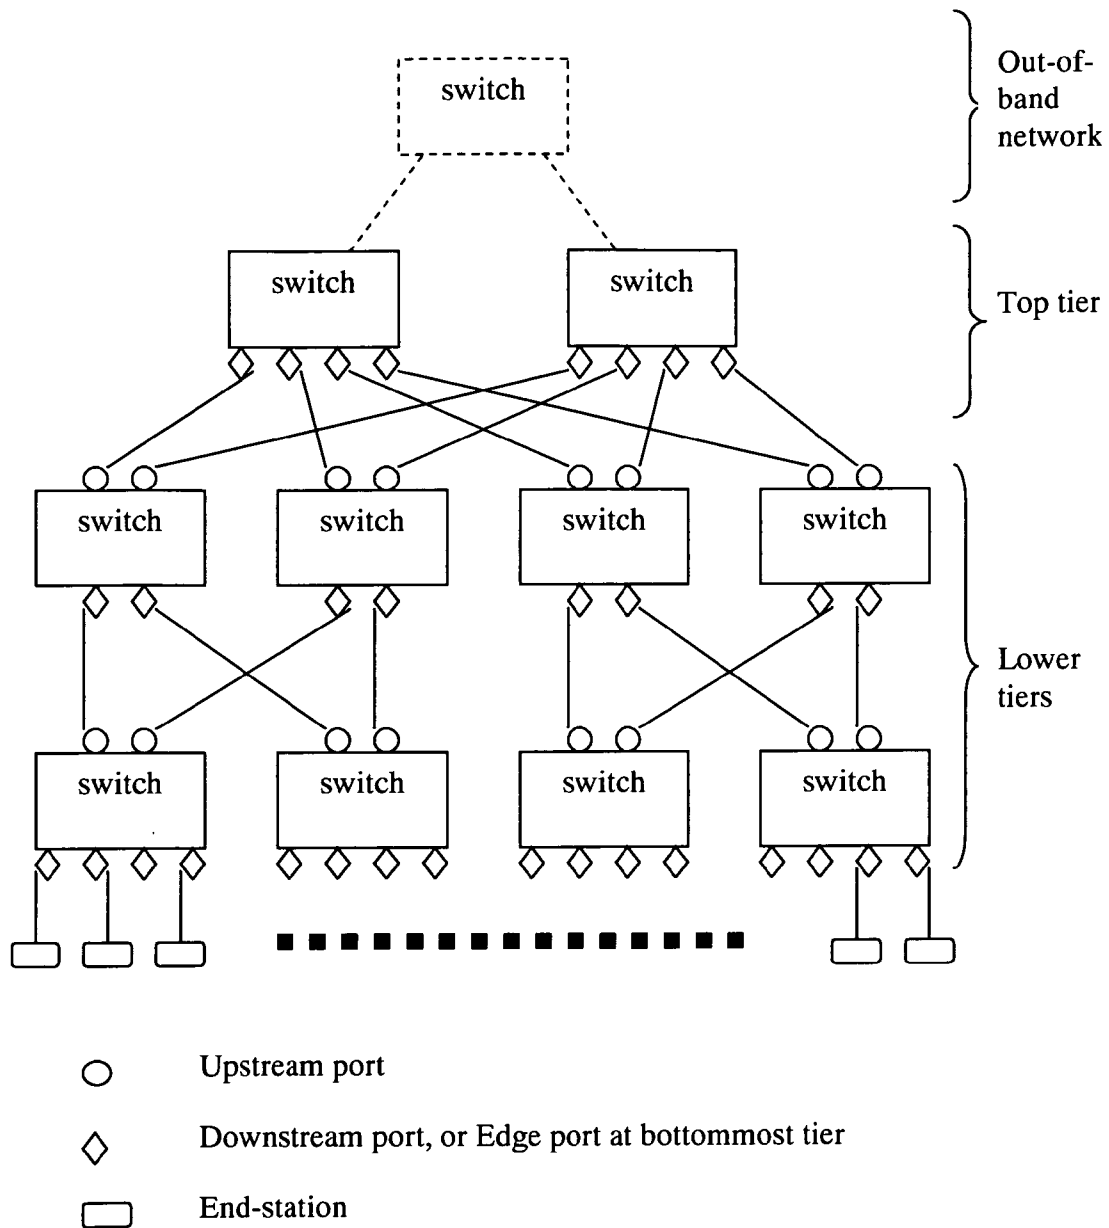 switch
Out-of-
band
network
switch
switch
Top tier
switch
switch
switch
switch
Lower
tiers
switch
switch
switch
switch
Upstream port
Downstream port, or Edge port at bottommost tier
End-station